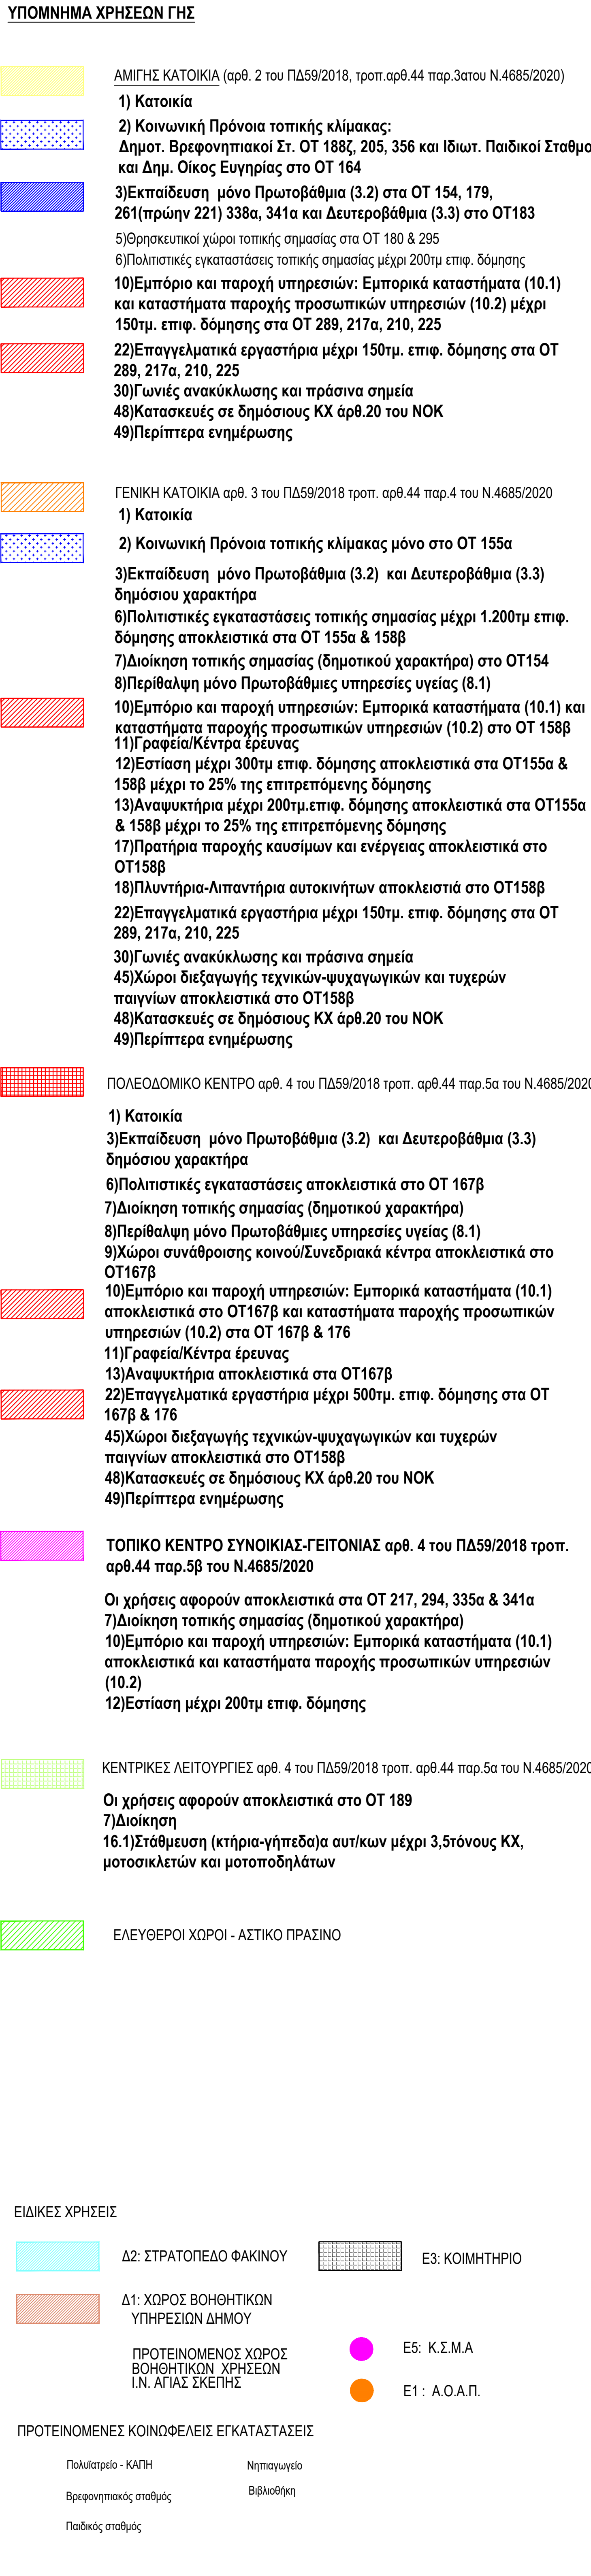 ΥΠΟΜΝΗΜΑ ΧΡΗΣΕΩΝ ΓΗΣ
ΑΜΙΓΗΣ ΚΑΤΟΙΚΙΑ (αρθ. 2 του ΠΔ59/2018, τροπ.αρθ.44 παρ.3ατου Ν.4685/2020)
1) Κατοικία
2) Κοινωνική Πρόνοια τοπικής κλίμακας:
Δημοτ. Βρεφονηπιακοί Στ. ΟΤ 188ζ, 205, 356 και Ιδιωτ. Παιδικοί Σταθμο
και Δημ. Οίκος Ευγηρίας στο ΟΤ 164
3)Εκπαίδευση μόνο Πρωτοβάθμια (3.2) στα ΟΤ 154, 179,
261(πρώην 221) 338α, 341α και Δευτεροβάθμια (3.3) στο ΟΤ183
5)Θρησκευτικοί χώροι τοπικής σημασίας στα ΟΤ 180 & 295
6)Πολιτιστικές εγκαταστάσεις τοπικής σημασίας μέχρι 200τμ επιφ. δόμησης
10)Εμπόριο και παροχή υπηρεσιών: Εμπορικά καταστήματα (10.1)
και καταστήματα παροχής προσωπικών υπηρεσιών (10.2) μέχρι
150τμ. επιφ. δόμησης στα ΟΤ 289, 217α, 210, 225
22)Επαγγελματικά εργαστήρια μέχρι 150τμ. επιφ. δόμησης στα ΟΤ
289, 217α, 210, 225
30)Γωνιές ανακύκλωσης και πράσινα σημεία
48)Κατασκευές σε δημόσιους ΚΧ άρθ.20 του ΝΟΚ
49)Περίπτερα ενημέρωσης
ΓΕΝΙΚΗ ΚΑΤΟΙΚΙΑ αρθ. 3 του ΠΔ59/2018 τροπ. αρθ.44 παρ.4 του Ν.4685/2020
1) Κατοικία
2) Κοινωνική Πρόνοια τοπικής κλίμακας μόνο στο ΟΤ 155α
3)Εκπαίδευση μόνο Πρωτοβάθμια (3.2) και Δευτεροβάθμια (3.3)
δημόσιου χαρακτήρα
6)Πολιτιστικές εγκαταστάσεις τοπικής σημασίας μέχρι 1.200τμ επιφ.
δόμησης αποκλειστικά στα ΟΤ 155α & 158β
7)Διοίκηση τοπικής σημασίας (δημοτικού χαρακτήρα) στο ΟΤ154
8)Περίθαλψη μόνο Πρωτοβάθμιες υπηρεσίες υγείας (8.1)
10)Εμπόριο και παροχή υπηρεσιών: Εμπορικά καταστήματα (10.1) και
καταστήματα παροχής προσωπικών υπηρεσιών (10.2) στο ΟΤ 158β
11)Γραφεία/Κέντρα έρευνας
12)Εστίαση μέχρι 300τμ επιφ. δόμησης αποκλειστικά στα ΟΤ155α &
158β μέχρι το 25% της επιτρεπόμενης δόμησης
13)Αναψυκτήρια μέχρι 200τμ.επιφ. δόμησης αποκλειστικά στα ΟΤ155α
& 158β μέχρι το 25% της επιτρεπόμενης δόμησης
17)Πρατήρια παροχής καυσίμων και ενέργειας αποκλειστικά στο
ΟΤ158β
18)Πλυντήρια-Λιπαντήρια αυτοκινήτων αποκλειστιά στο ΟΤ158β
22)Επαγγελματικά εργαστήρια μέχρι 150τμ. επιφ. δόμησης στα ΟΤ
289, 217α, 210, 225
30)Γωνιές ανακύκλωσης και πράσινα σημεία
45)Χώροι διεξαγωγής τεχνικών-ψυχαγωγικών και τυχερών
παιγνίων αποκλειστικά στο ΟΤ158β
48)Κατασκευές σε δημόσιους ΚΧ άρθ.20 του ΝΟΚ
49)Περίπτερα ενημέρωσης
ΠΟΛΕΟΔΟΜΙΚΟ ΚΕΝΤΡΟ αρθ. 4 του ΠΔ59/2018 τροπ. αρθ.44 παρ.5α του Ν.4685/2020
1) Κατοικία
3)Εκπαίδευση μόνο Πρωτοβάθμια (3.2) και Δευτεροβάθμια (3.3)
δημόσιου χαρακτήρα
6)Πολιτιστικές εγκαταστάσεις αποκλειστικά στο ΟΤ 167β
7)Διοίκηση τοπικής σημασίας (δημοτικού χαρακτήρα)
8)Περίθαλψη μόνο Πρωτοβάθμιες υπηρεσίες υγείας (8.1)
9)Χώροι συνάθροισης κοινού/Συνεδριακά κέντρα αποκλειστικά στο
ΟΤ167β
10)Εμπόριο και παροχή υπηρεσιών: Εμπορικά καταστήματα (10.1)
αποκλειστικά στο ΟΤ167β και καταστήματα παροχής προσωπικών
υπηρεσιών (10.2) στα ΟΤ 167β & 176
11)Γραφεία/Κέντρα έρευνας
13)Αναψυκτήρια αποκλειστικά στα ΟΤ167β
22)Επαγγελματικά εργαστήρια μέχρι 500τμ. επιφ. δόμησης στα ΟΤ
167β & 176
45)Χώροι διεξαγωγής τεχνικών-ψυχαγωγικών και τυχερών
παιγνίων αποκλειστικά στο ΟΤ158β
48)Κατασκευές σε δημόσιους ΚΧ άρθ.20 του ΝΟΚ
49)Περίπτερα ενημέρωσης
ΤΟΠΙΚΟ ΚΕΝΤΡΟ ΣΥΝΟΙΚΙΑΣ-ΓΕΙΤΟΝΙΑΣ αρθ. 4 του ΠΔ59/2018 τροπ.
αρθ.44 παρ.5β του Ν.4685/2020
Οι χρήσεις αφορούν αποκλειστικά στα ΟΤ 217, 294, 335α & 341α
7)Διοίκηση τοπικής σημασίας (δημοτικού χαρακτήρα)
10)Εμπόριο και παροχή υπηρεσιών: Εμπορικά καταστήματα (10.1)
αποκλειστικά και καταστήματα παροχής προσωπικών υπηρεσιών
(10.2)
12)Εστίαση μέχρι 200τμ επιφ. δόμησης
ΚΕΝΤΡΙΚΕΣ ΛΕΙΤΟΥΡΓΙΕΣ αρθ. 4 του ΠΔ59/2018 τροπ. αρθ.44 παρ.5α του Ν.4685/2020
Οι χρήσεις αφορούν αποκλειστικά στο ΟΤ 189
7)Διοίκηση
16.1)Στάθμευση (κτήρια-γήπεδα)α αυτ/κων μέχρι 3,5τόνους ΚΧ,
μοτοσικλετών και μοτοποδηλάτων
ΕΛΕΥΘΕΡΟΙ ΧΩΡΟΙ - ΑΣΤΙΚΟ ΠΡΑΣΙΝΟ
ΕΙΔΙΚΕΣ ΧΡΗΣΕΙΣ
Δ2: ΣΤΡΑΤΟΠΕΔΟ ΦΑΚΙΝΟΥ
Ε3: ΚΟΙΜΗΤΗΡΙΟ
Δ1: ΧΩΡΟΣ ΒΟΗΘΗΤΙΚΩΝ
ΥΠΗΡΕΣΙΩΝ ΔΗΜΟΥ
ΠΡΟΤΕΙΝΟΜΕΝΟΣ ΧΩΡΟΣ
ΒΟΗΘΗΤΙΚΩΝ ΧΡΗΣΕΩΝ
Ι.Ν. ΑΓΙΑΣ ΣΚΕΠΗΣ
Ε5: Κ.Σ.Μ.Α
Ε1 : Α.Ο.Α.Π.
ΠΡΟΤΕΙΝΟΜΕΝΕΣ ΚΟΙΝΩΦΕΛΕΙΣ ΕΓΚΑΤΑΣΤΑΣΕΙΣ
Πολυϊατρείο - ΚΑΠΗ
Νηπιαγωγείο
Βρεφονηπιακός σταθμός
Βιβλιοθήκη
Παιδικός σταθμός